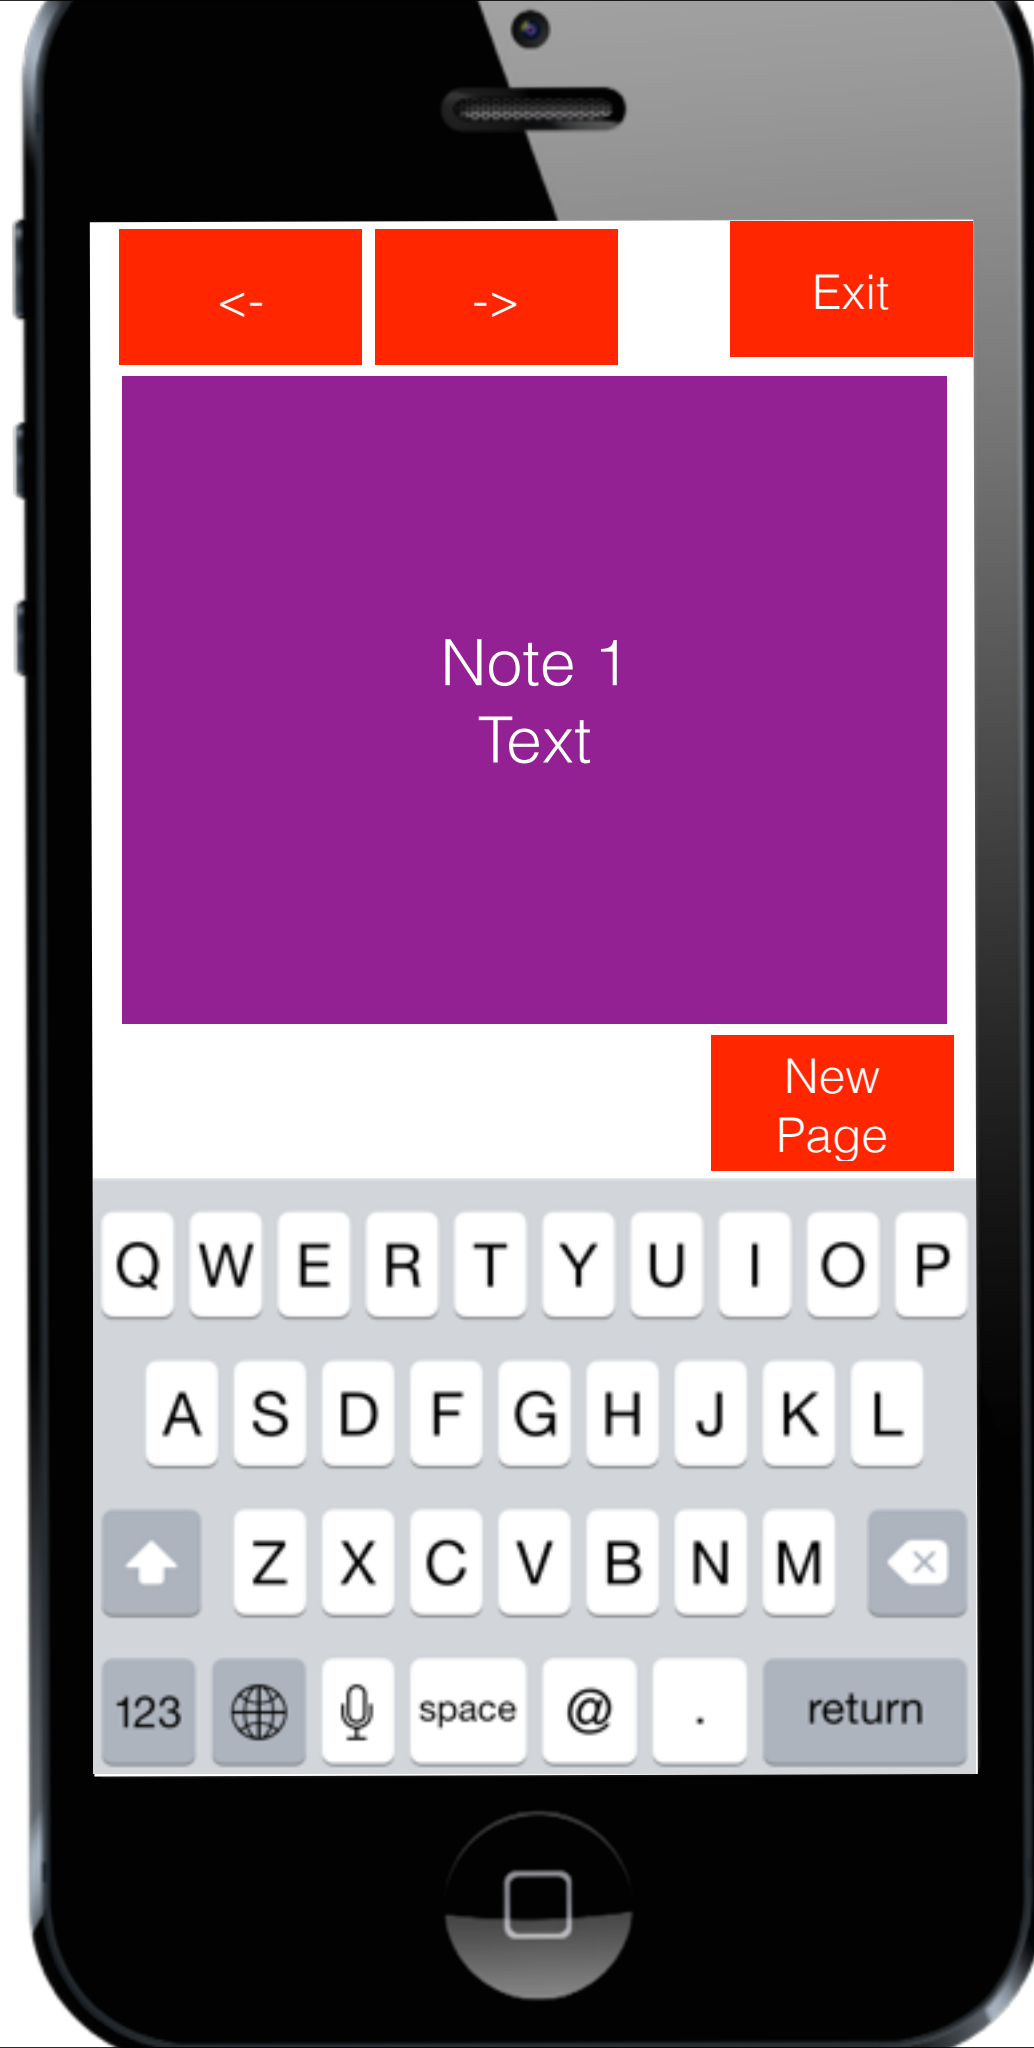 <- -> Exit
Note 1
Text
New
Page
Q W E R T Y U I O P
A S D F G H J K L
Z X C V B N M
123 space @ . return